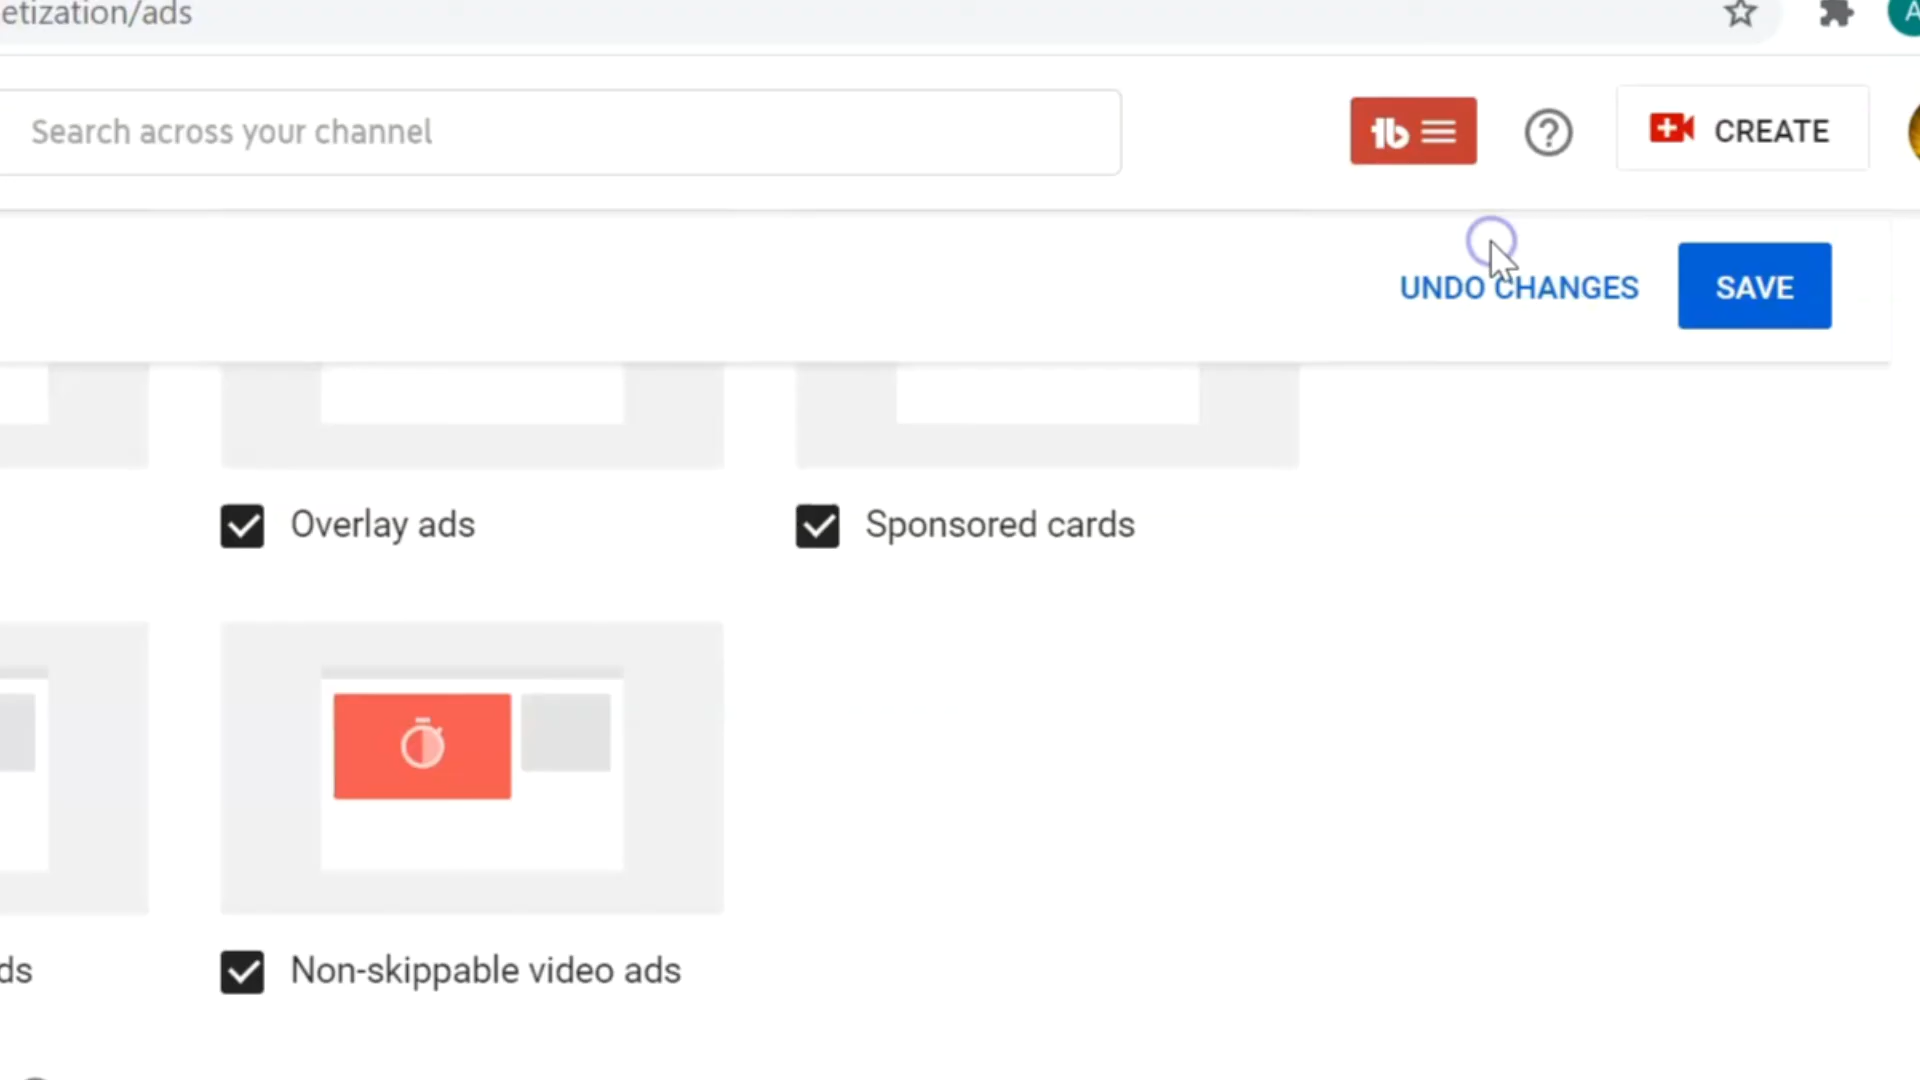 etization/ads
A
Search across your channel
tb
CREATE
UNDO CHANGES
SAVE
Overlay ads
Sponsored cards
ds
Non-skippable video ads